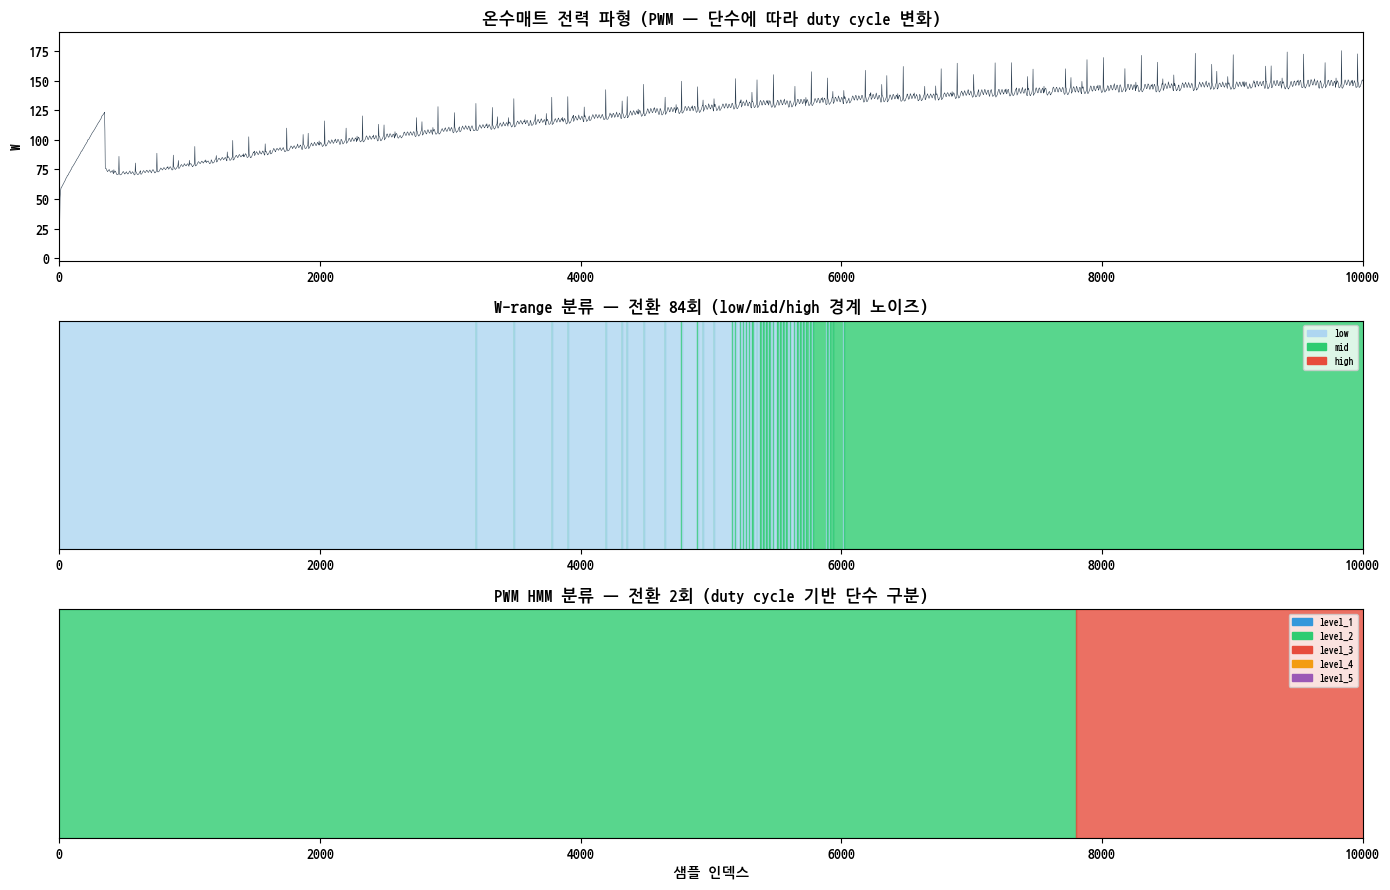 온수매트 전력 파형 (PWM — 단수에 따라 duty cycle 변화)
W
175
150
125
100
75
50
25
0
0 2000 4000 6000 8000 10000
W-range 분류 — 전환 84회 (low/mid/high 경계 노이즈)
low
mid
high
0 2000 4000 6000 8000 10000
PWM HMM 분류 — 전환 2회 (duty cycle 기반 단수 구분)
level_1
level_2
level_3
level_4
level_5
0 2000 4000 6000 8000 10000
샘플 인덱스